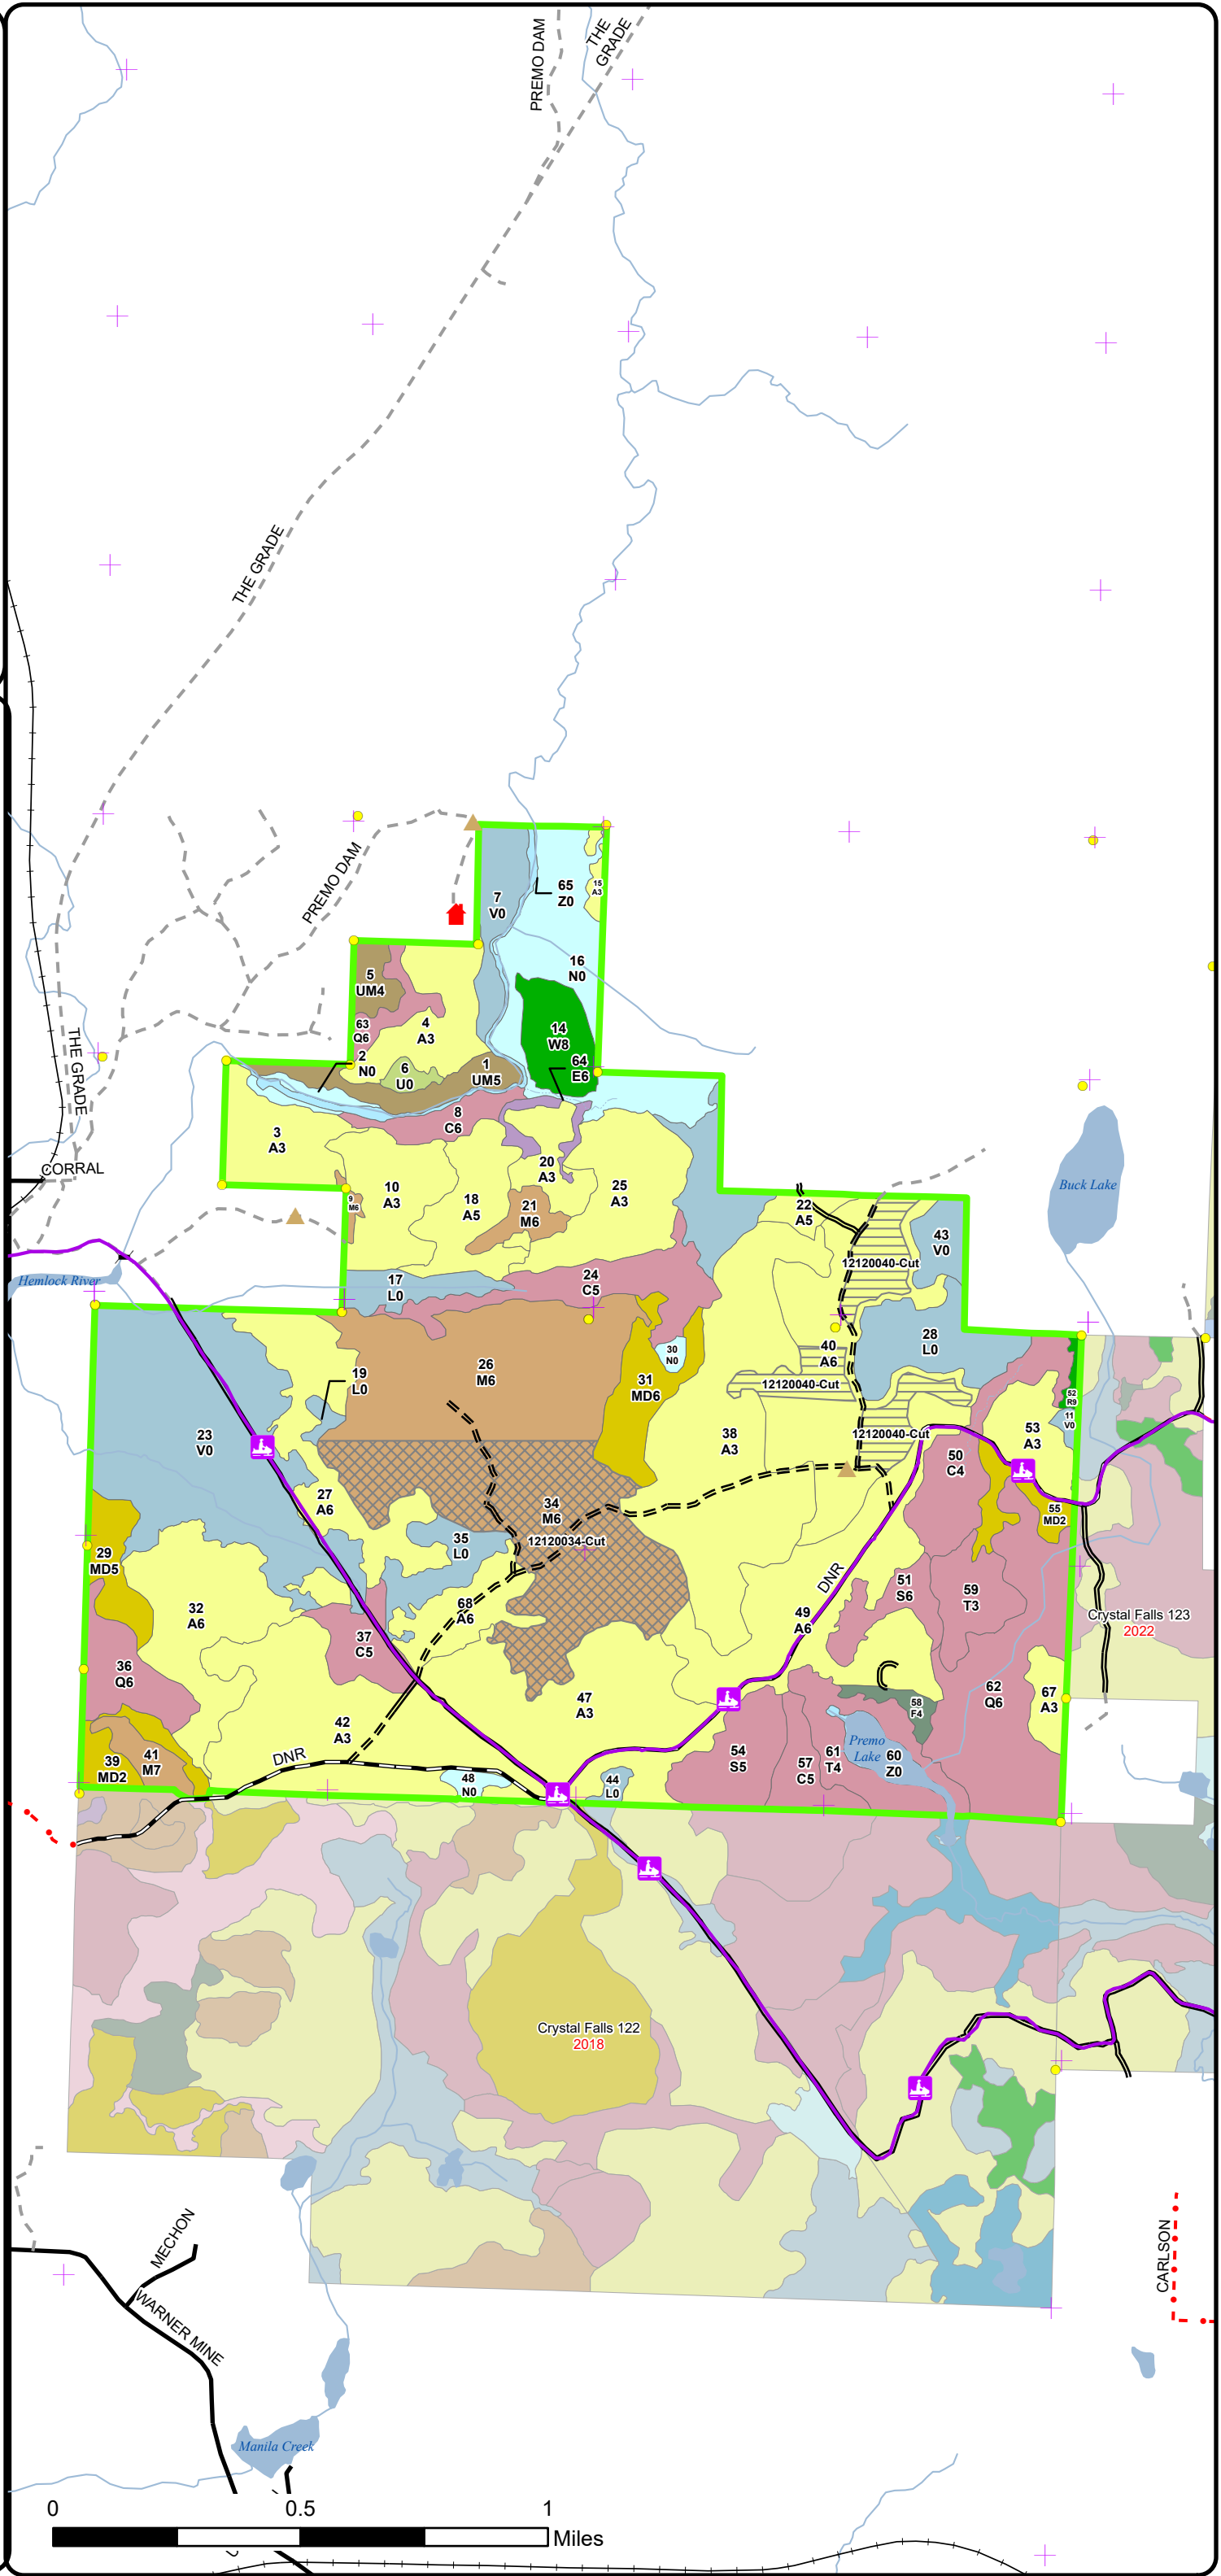 PREMO DAM
THE
GRADE
THE GRADE
PREMO DAM
THE GRADE
CORRAL
Hemlock River
Buck Lake
7
V0
65
Z0
15
A3
16
N0
5
UM4
63
Q6
4
A3
14
W8
2
N0
6
U0
1
UM5
64
E6
8
C6
3
A3
20
A3
10
A3
18
A5
25
A3
9
M6
21
M6
22
A5
43
V0
12120040-Cut
17
L0
24
C5
28
L0
30
N0
40
A6
26
M6
19
L0
31
MD6
12120040-Cut
52
R9
11
V0
23
V0
38
A3
12120040-Cut
53
A3
50
C4
27
A6
34
M6
12120034-Cut
55
MD2
35
L0
29
MD5
DNR
51
S6
59
T3
32
A6
68
A6
49
A6
Crystal Falls 123
2022
37
C5
36
Q6
62
Q6
67
A3
47
A3
58
F4
42
A3
DNR
Premo
Lake
54
S5
57
C5
61
T4
60
Z0
39
MD2
41
M7
48
N0
44
L0
Crystal Falls 122
2018
MECHON
WARNER MINE
CARLSON
Manila Creek
0 0.5 1
Miles